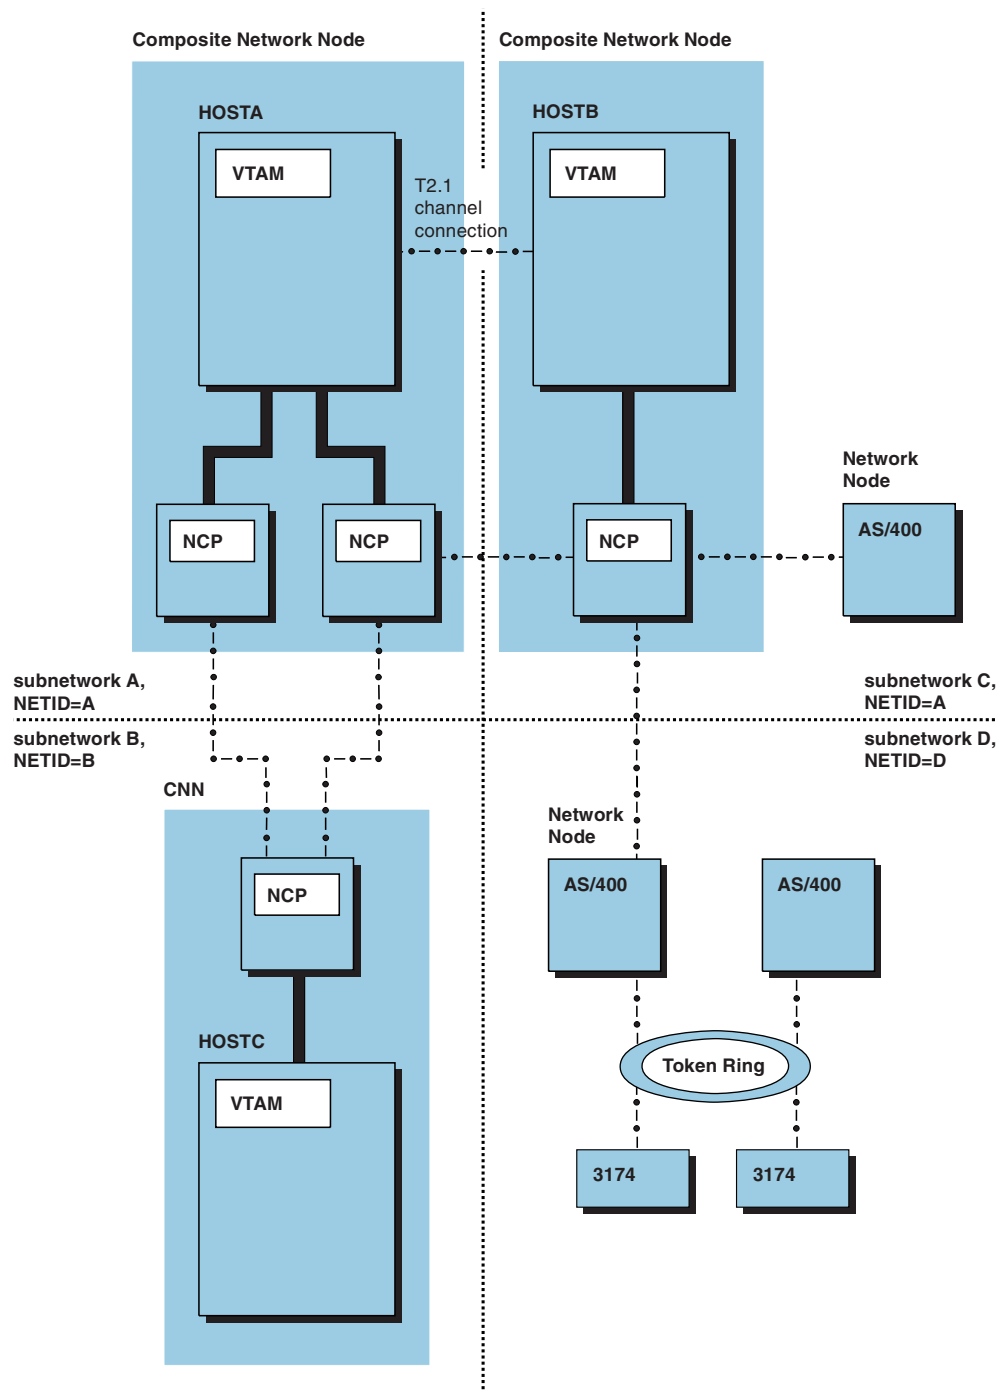 Composite Network Node
Composite Network Node
HOSTA
HOSTB
VTAM
VTAM
T2.1
channel
connection
Network
Node
AS/400
NCP
NCP
NCP
subnetwork A,
NETID=A
subnetwork C,
NETID=A
subnetwork B,
NETID=B
subnetwork D,
NETID=D
CNN
Network
Node
NCP
AS/400
AS/400
HOSTC
Token Ring
VTAM
3174
3174